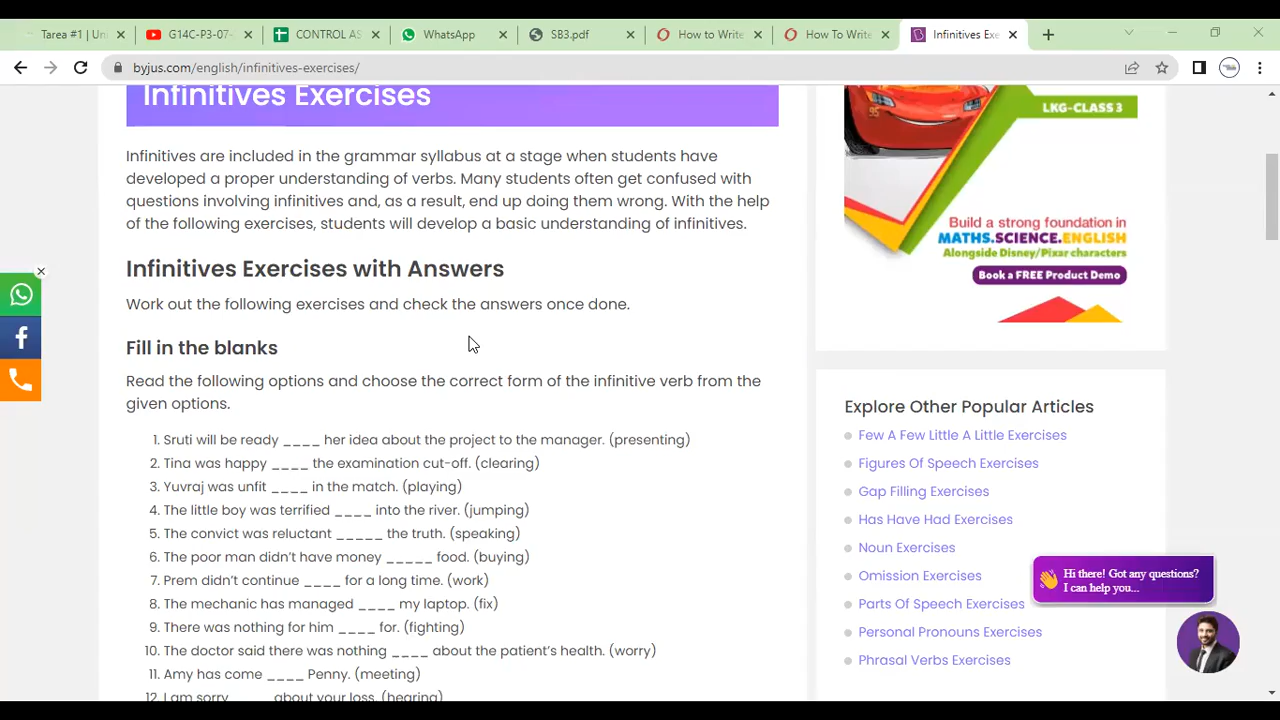 Tarea #1 | Un
G14C-P3-07-
CONTROL AS
WhatsApp
SB3.pdf
How to Write
How To Write
Infinitives Exe
byjus.com/english/infinitives-exercises/
Infinitives Exercises
Infinitives are included in the grammar syllabus at a stage when students have
developed a proper understanding of verbs. Many students often get confused with
questions involving infinitives and, as a result, end up doing them wrong. With the help
of the following exercises, students will develop a basic understanding of infinitives.
Infinitives Exercises with Answers
Work out the following exercises and check the answers once done.
Fill in the blanks
Read the following options and choose the correct form of the infinitive verb from the
given options.
1. Sruti will be ready ____ her idea about the project to the manager. (presenting)
2. Tina was happy ____ the examination cut-off. (clearing)
3. Yuvraj was unfit ____ in the match. (playing)
4. The little boy was terrified ____ into the river. (jumping)
5. The convict was reluctant _____ the truth. (speaking)
6. The poor man didn't have money _____ food. (buying)
7. Prem didn't continue ____ for a long time. (work)
8. The mechanic has managed ____ my laptop. (fix)
9. There was nothing for him ____ for. (fighting)
10. The doctor said there was nothing ____ about the patient's health. (worry)
11. Amy has come ____ Penny. (meeting)
12. I am sorry _____ about your loss. (hearing)
95
LKG-CLASS 3
Build a strong foundation in
MATHS.SCIENCE.ENGLISH
Alongside Disney/Pixar characters
Book a FREE Product Demo
Explore Other Popular Articles
Few A Few Little A Little Exercises
Figures Of Speech Exercises
Gap Filling Exercises
Has Have Had Exercises
Noun Exercises
Omission Exercises
Parts Of Speech Exercises
Personal Pronouns Exercises
Phrasal Verbs Exercises
Hi there! Got any questions?
I can help you...